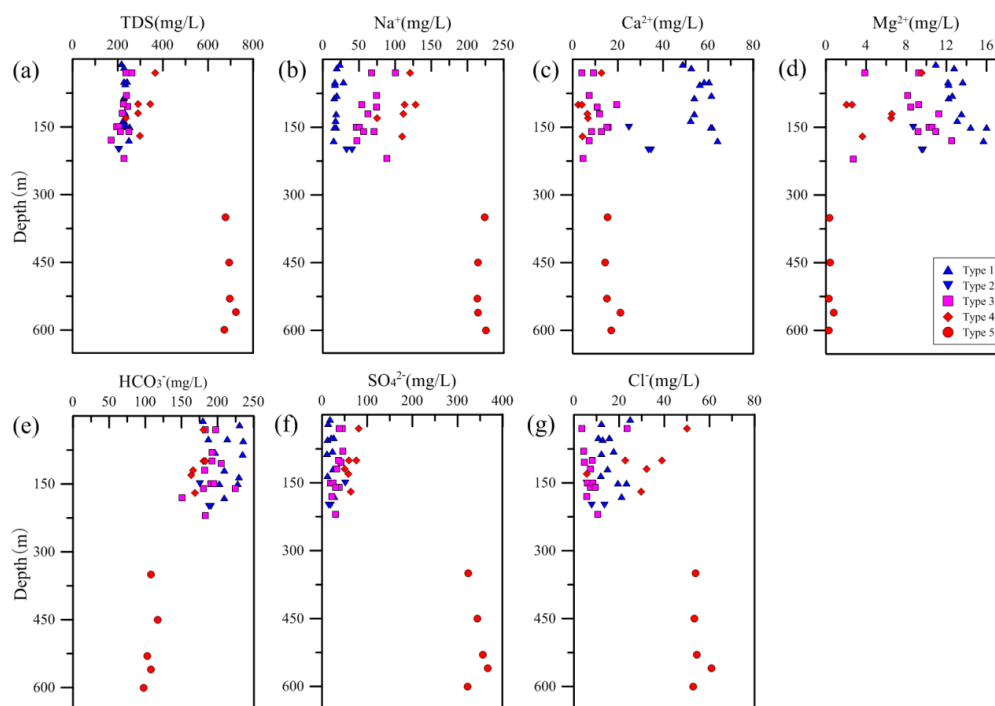 TDS(mg/L)
0 200 400 600 800
(a)
Depth(m)
150
300
450
600
Na⁺(mg/L)
0 50 100 150 200 250
(b)
Ca²⁺(mg/L)
0 20 40 60 80
(c)
Mg²⁺(mg/L)
0 4 8 12 16
(d)
Type 1
Type 2
Type 3
Type 4
Type 5
HCO₃⁻(mg/L)
0 50 100 150 200 250
(e)
Depth(m)
150
300
450
600
SO₄²⁻(mg/L)
0 100 200 300 400
(f)
Cl⁻(mg/L)
0 20 40 60 80
(g)